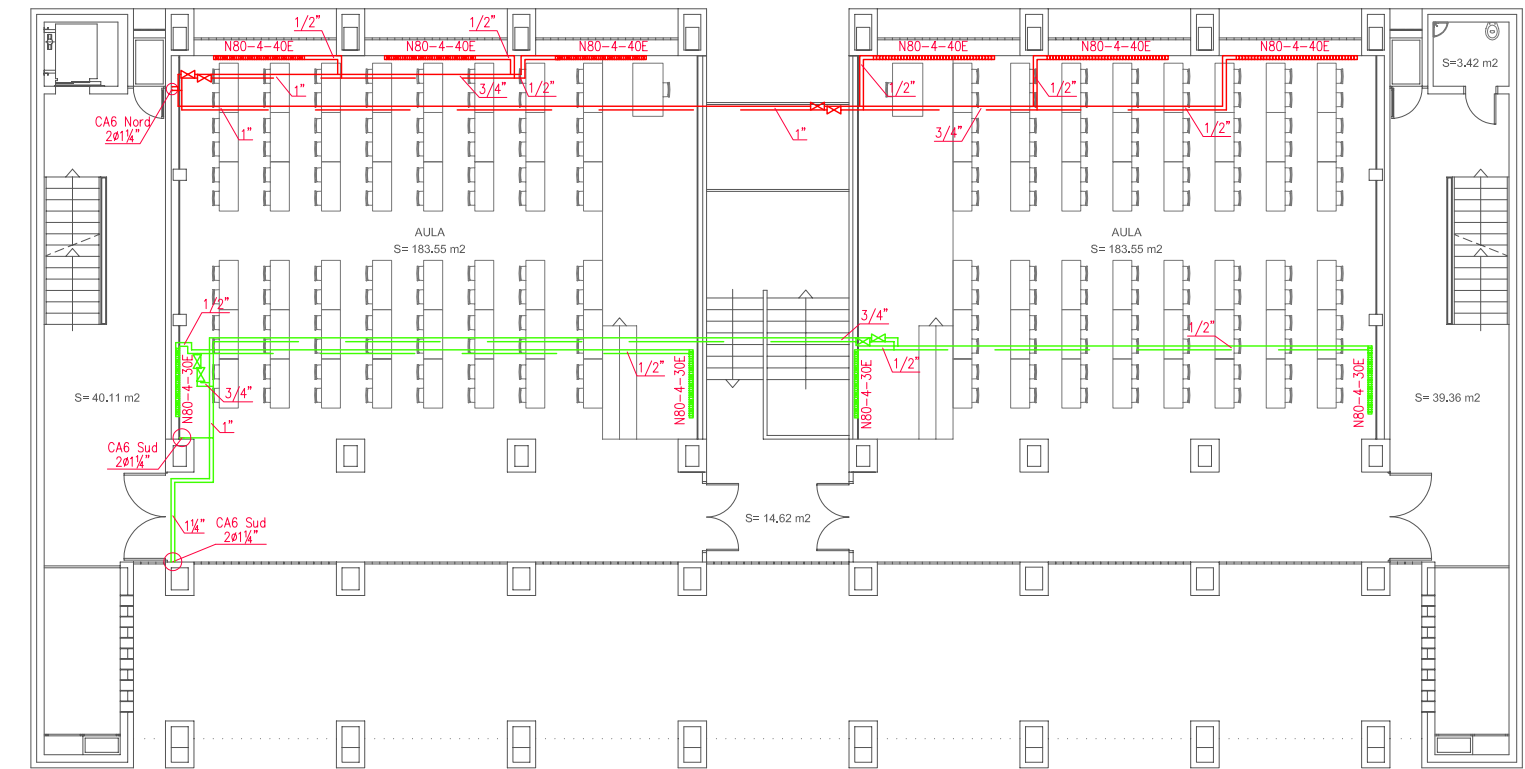 1/2"
1/2"
N80-4-40E
N80-4-40E
N80-4-40E
N80-4-40E
N80-4-40E
N80-4-40E
S=3.42 m2
1"
3/4"
1/2"
1/2"
1/2"
CA6 Nord
2ø1¼"
1"
1"
3/4"
1/2"
AULA
S= 183.55 m2
AULA
S= 183.55 m2
1/2"
3/4"
1/2"
N80-4-30E
1/2"
N80-4-30E
1/2"
N80-4-30E
N80-4-30E
3/4"
S= 40.11 m2
S= 39.36 m2
1"
CA6 Sud
2ø1¼"
1¼"
CA6 Sud
2ø1¼"
S= 14.62 m2